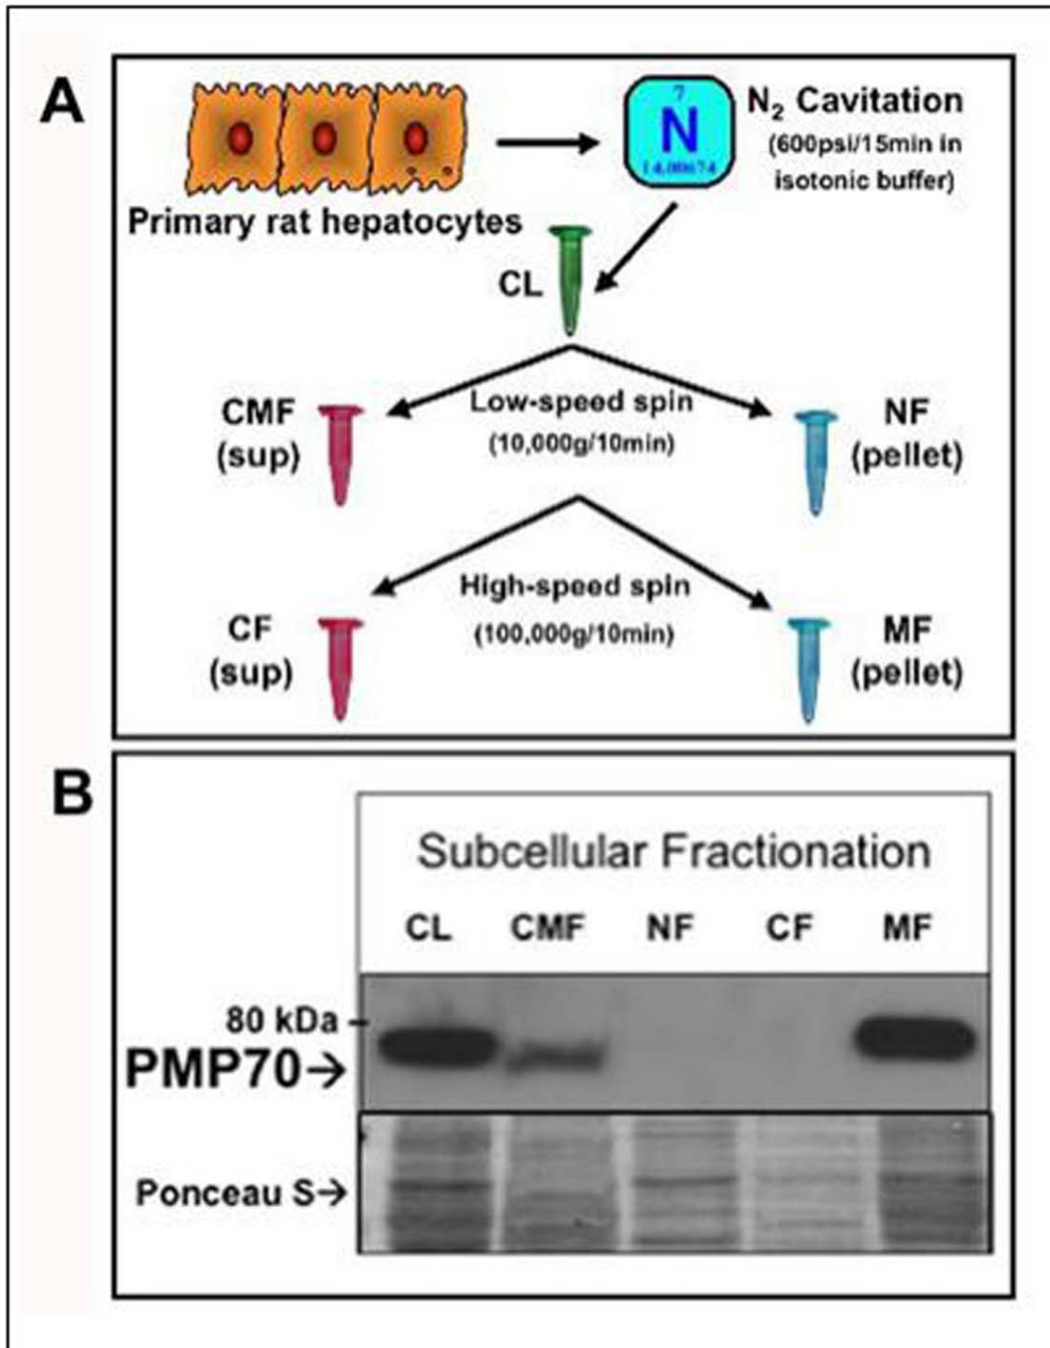 A
7
N
14.00674
N2 Cavitation
(600psi/15min in
isotonic buffer)
Primary rat hepatocytes
CL
CMF
(sup)
Low-speed spin
(10,000g/10min)
NF
(pellet)
CF
(sup)
High-speed spin
(100,000g/10min)
MF
(pellet)
B
Subcellular Fractionation
CL CMF NF CF MF
80 kDa
PMP70→
Ponceau S→